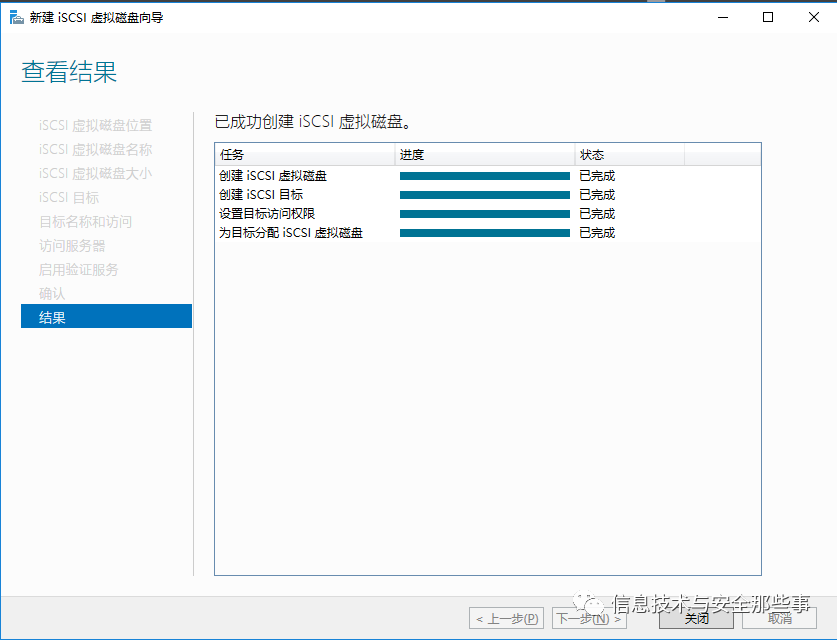 新建 iSCSI 虚拟磁盘向导
查看结果
iSCSI 虚拟磁盘位置
iSCSI 虚拟磁盘名称
iSCSI 虚拟磁盘大小
iSCSI 目标
目标名称和访问
访问服务器
启用验证服务
确认
结果
已成功创建 iSCSI 虚拟磁盘。
任务 进度 状态
创建 iSCSI 虚拟磁盘 已完成
创建 iSCSI 目标 已完成
设置目标访问权限 已完成
为目标分配 iSCSI 虚拟磁盘 已完成
信息技术与安全那些事
< 上一步(P) 下一步(N) > 关闭 取消